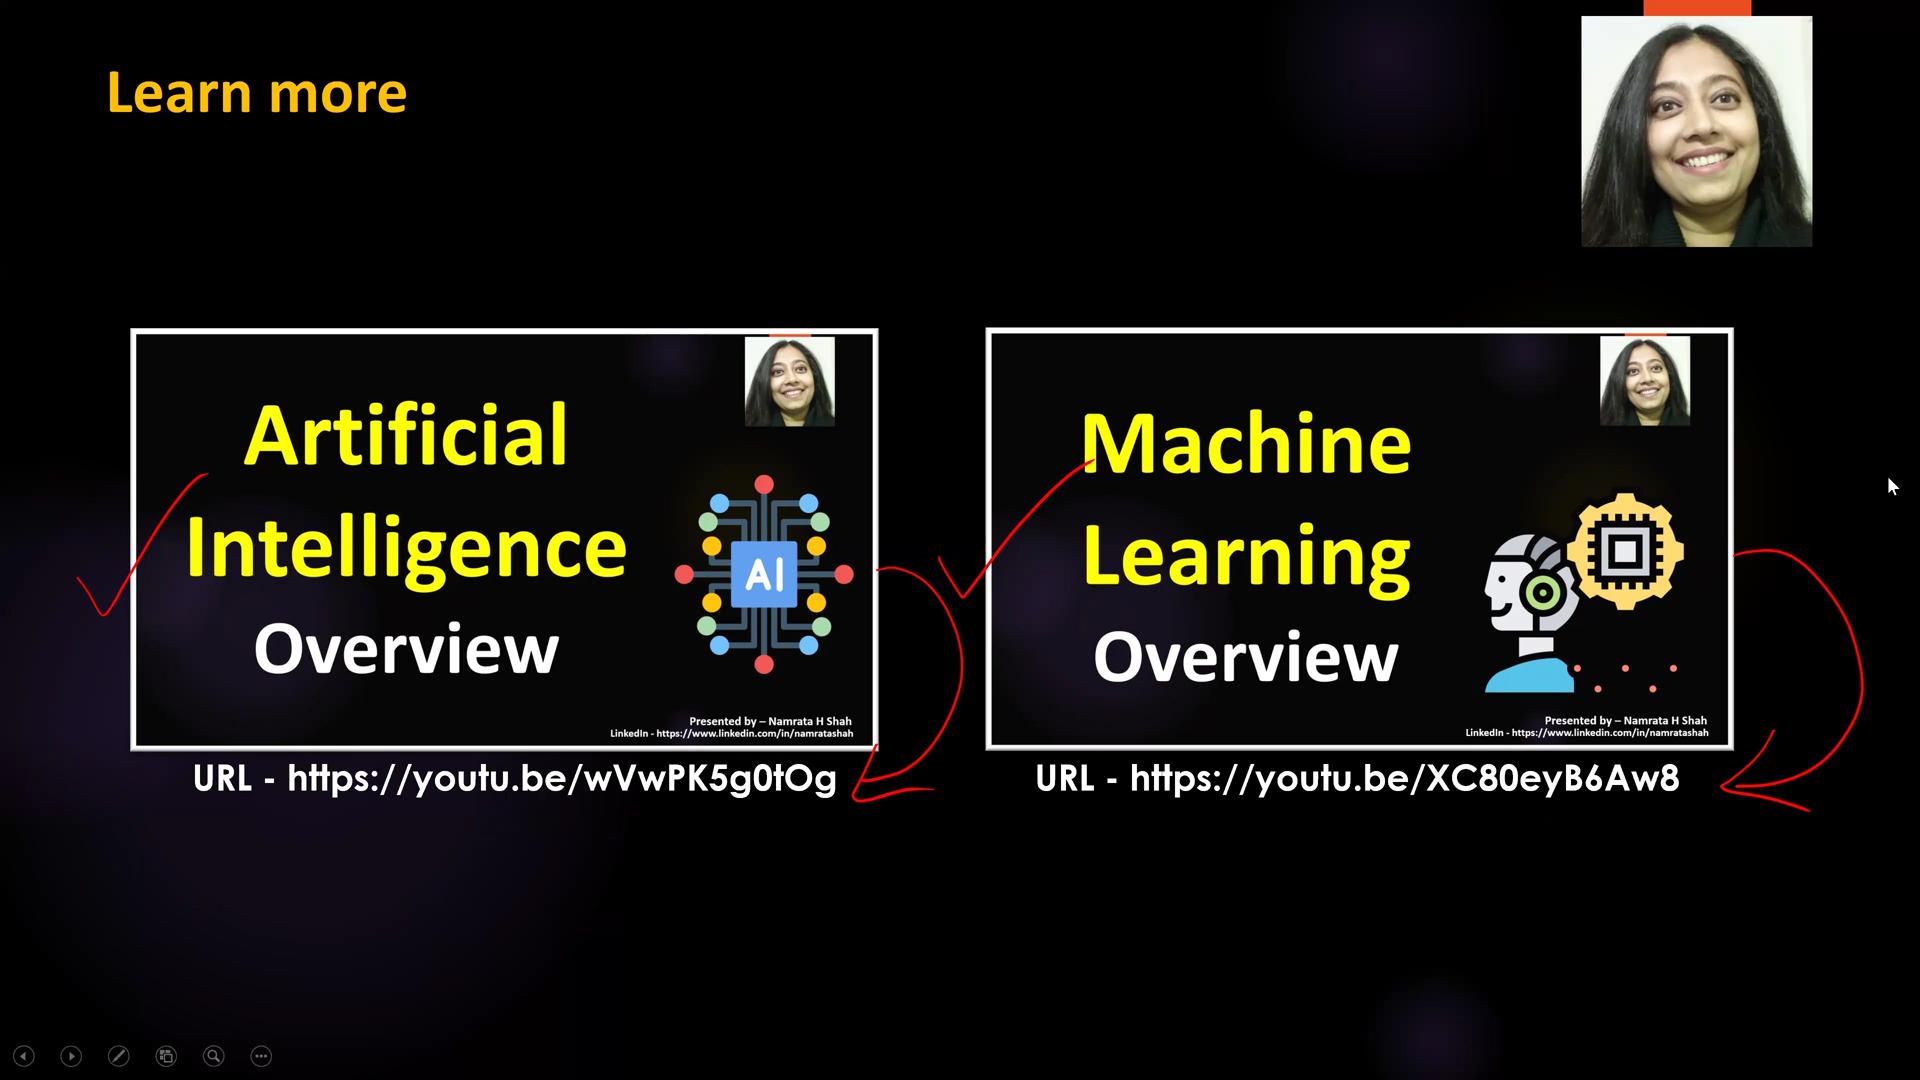 Learn more
Artificial
Intelligence
Overview
AI
Presented by – Namrata H Shah
LinkedIn - https://www.linkedin.com/in/namratashah
URL - https://youtu.be/wVwPK5g0tOg
Machine
Learning
Overview
Presented by – Namrata H Shah
LinkedIn - https://www.linkedin.com/in/namratashah
URL - https://youtu.be/XC80eyB6Aw8